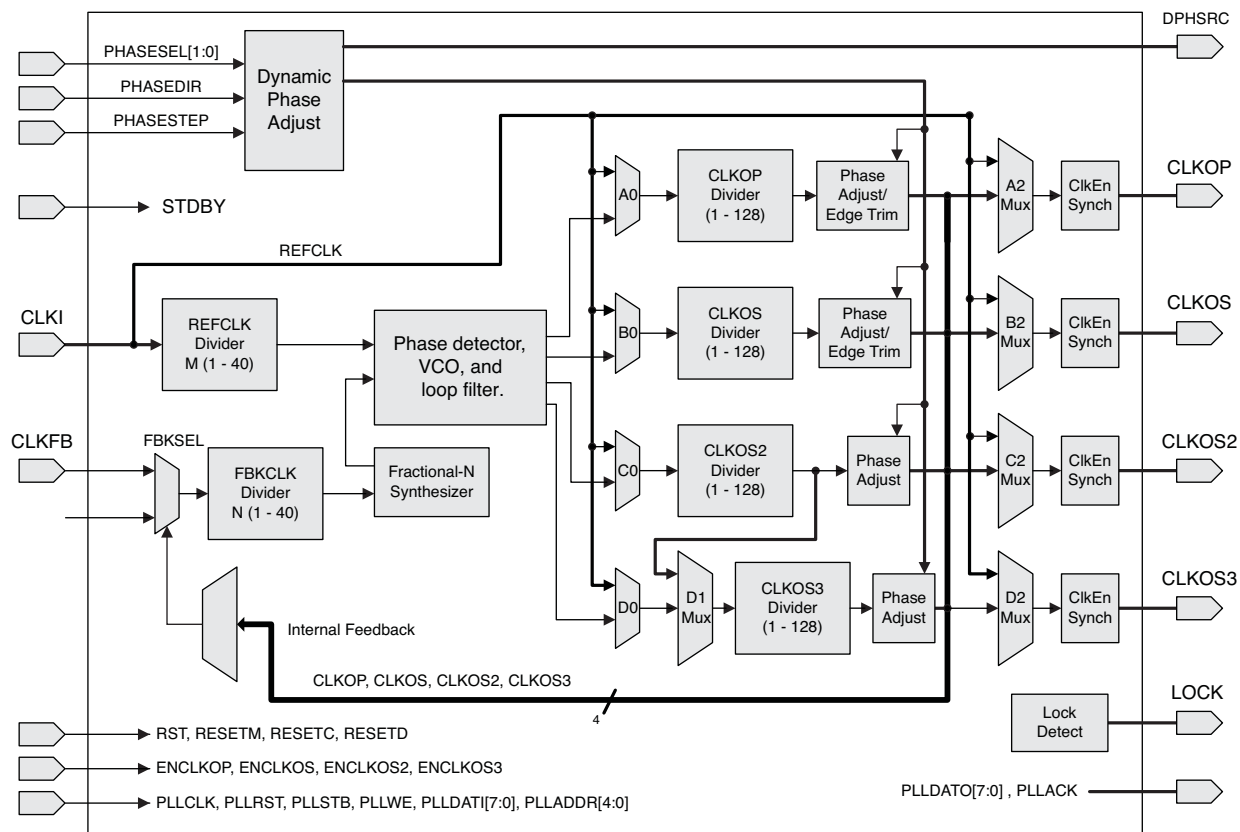 DPHSRC
PHASESEL[1:0]
PHASEDIR
PHASESTEP
Dynamic
Phase
Adjust
STDBY
REFCLK
CLKI
REFCLK
Divider
M (1 - 40)
Phase detector,
VCO, and
loop filter.
CLKFB
FBKSEL
FBKCLK
Divider
N (1 - 40)
Fractional-N
Synthesizer
A0
CLKOP
Divider
(1 - 128)
Phase
Adjust/
Edge Trim
A2
Mux
ClkEn
Synch
CLKOP
B0
CLKOS
Divider
(1 - 128)
Phase
Adjust/
Edge Trim
B2
Mux
ClkEn
Synch
CLKOS
C0
CLKOS2
Divider
(1 - 128)
Phase
Adjust
C2
Mux
ClkEn
Synch
CLKOS2
D0
D1
Mux
CLKOS3
Divider
(1 - 128)
Phase
Adjust
D2
Mux
ClkEn
Synch
CLKOS3
Internal Feedback
CLKOP, CLKOS, CLKOS2, CLKOS3
4
Lock
Detect
LOCK
RST, RESETM, RESETC, RESETD
ENCLKOP, ENCLKOS, ENCLKOS2, ENCLKOS3
PLLCLK, PLLRST, PLLSTB, PLLWE, PLLDATI[7:0], PLLADDR[4:0]
PLLDATO[7:0] , PLLACK